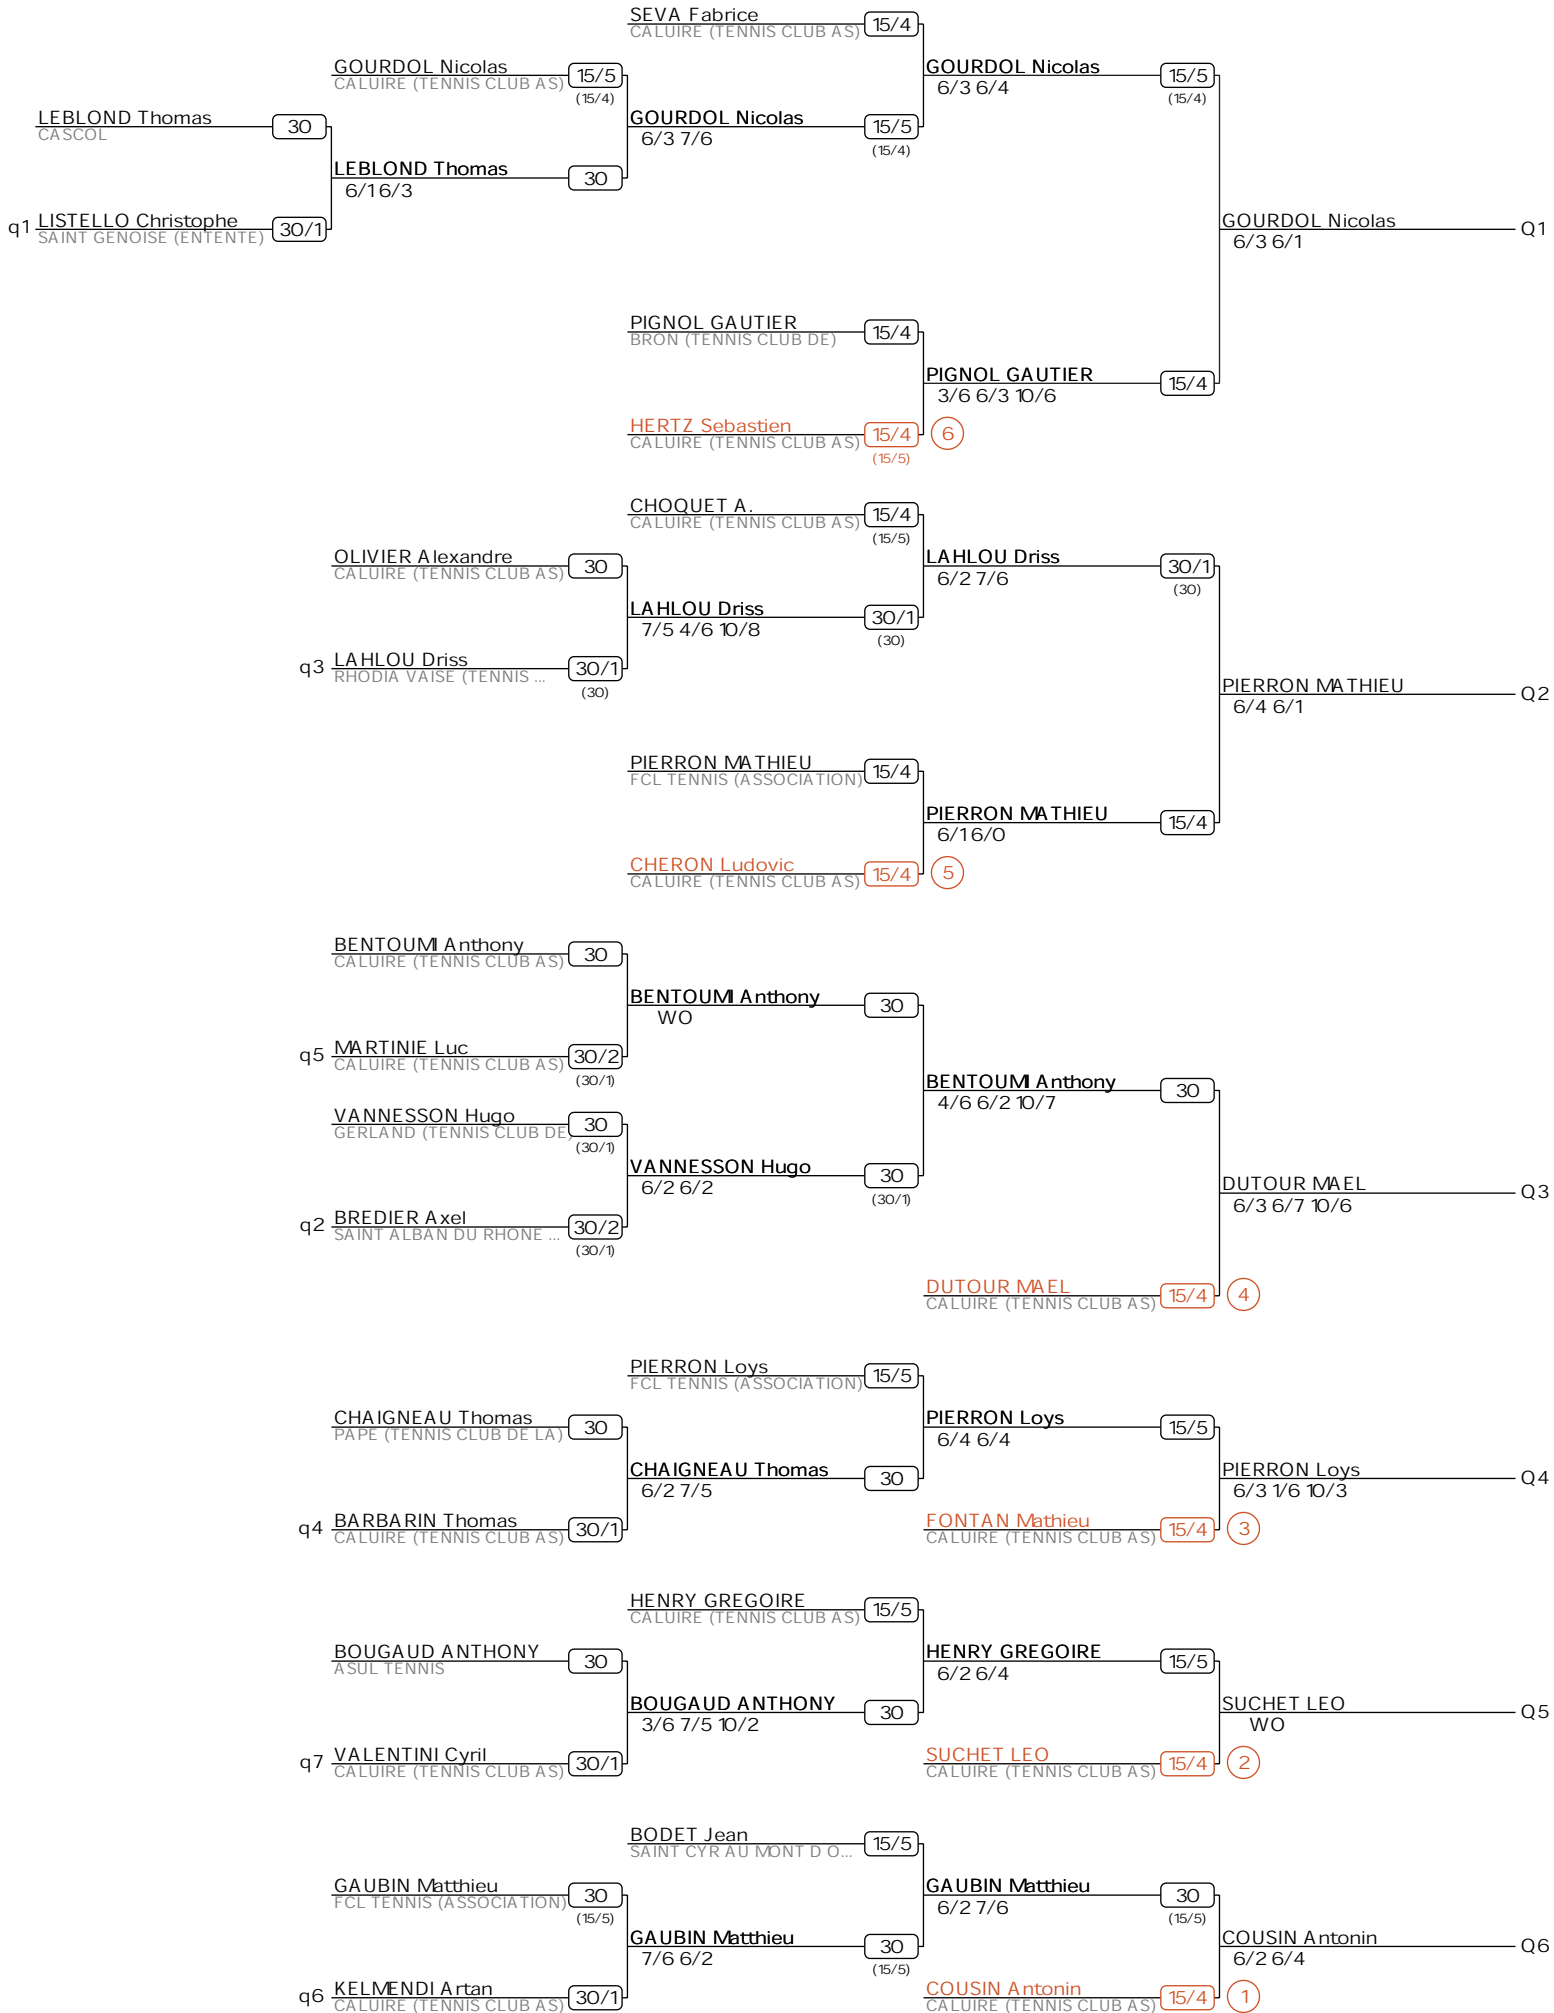 SEVA Fabrice 15/4
CALUIRE (TENNIS CLUB AS)
GOURDOL Nicolas 15/5
CALUIRE (TENNIS CLUB AS)
(15/4)
GOURDOL Nicolas 15/5
6/3 6/4
(15/4)
LEBLOND Thomas 30
CASCOL
GOURDOL Nicolas 15/5
6/3 7/6
(15/4)
LEBLOND Thomas 30
6/1 6/3
q1 LISTELLO Christophe 30/1
SAINT GENOISE (ENTENTE)
GOURDOL Nicolas Q1
6/3 6/1
PIGNOL GAUTIER 15/4
BRON (TENNIS CLUB DE)
PIGNOL GAUTIER 15/4
3/6 6/3 10/6
HERTZ Sebastien 15/4 6
CALUIRE (TENNIS CLUB AS)
(15/5)
CHOQUET A. 15/4
CALUIRE (TENNIS CLUB AS)
(15/5)
OLIVIER Alexandre 30
CALUIRE (TENNIS CLUB AS)
LAHLOU Driss 30/1
6/2 7/6
(30)
LAHLOU Driss 30/1
7/5 4/6 10/8
(30)
q3 LAHLOU Driss 30/1
RHODIA VAISE (TENNIS ...
(30)
PIERRON MATHIEU Q2
6/4 6/1
PIERRON MATHIEU 15/4
FCL TENNIS (ASSOCIATION)
PIERRON MATHIEU 15/4
6/1 6/0
CHERON Ludovic 15/4 5
CALUIRE (TENNIS CLUB AS)
BENTOUMI Anthony 30
CALUIRE (TENNIS CLUB AS)
BENTOUMI Anthony 30
WO
q5 MARTINIE Luc 30/2
CALUIRE (TENNIS CLUB AS)
(30/1)
BENTOUMI Anthony 30
4/6 6/2 10/7
VANNESSON Hugo 30
GERLAND (TENNIS CLUB DE)
(30/1)
VANNESSON Hugo 30
6/2 6/2
(30/1)
DUTOUR MAEL Q3
6/3 6/7 10/6
q2 BREDIER Axel 30/2
SAINT ALBAN DU RHONE ...
(30/1)
DUTOUR MAEL 15/4 4
CALUIRE (TENNIS CLUB AS)
PIERRON Loys 15/5
FCL TENNIS (ASSOCIATION)
CHAIGNEAU Thomas 30
PAPE (TENNIS CLUB DE LA)
PIERRON Loys 15/5
6/4 6/4
CHAIGNEAU Thomas 30
6/2 7/5
PIERRON Loys Q4
6/3 1/6 10/3
q4 BARBARIN Thomas 30/1
CALUIRE (TENNIS CLUB AS)
FONTAN Mathieu 15/4 3
CALUIRE (TENNIS CLUB AS)
HENRY GREGOIRE 15/5
CALUIRE (TENNIS CLUB AS)
BOUGAUD ANTHONY 30
ASUL TENNIS
HENRY GREGOIRE 15/5
6/2 6/4
BOUGAUD ANTHONY 30
3/6 7/5 10/2
SUCHET LEO Q5
WO
q7 VALENTINI Cyril 30/1
CALUIRE (TENNIS CLUB AS)
SUCHET LEO 15/4 2
CALUIRE (TENNIS CLUB AS)
BODET Jean 15/5
SAINT CYR AU MONT D O...
GAUBIN Matthieu 30
FCL TENNIS (ASSOCIATION)
(15/5)
GAUBIN Matthieu 30
6/2 7/6
(15/5)
GAUBIN Matthieu 30
7/6 6/2
(15/5)
COUSIN Antonin Q6
6/2 6/4
q6 KELMENDI Artan 30/1
CALUIRE (TENNIS CLUB AS)
COUSIN Antonin 15/4 1
CALUIRE (TENNIS CLUB AS)